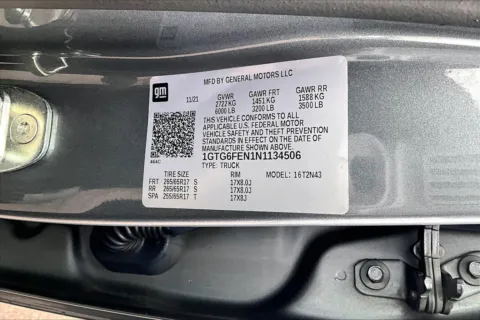 gm
MFD BY GENERAL MOTORS LLC
11/21 GVWR GAWR FRT GAWR RR
2722 KG 1451 KG 1588 KG
6000 LB 3200 LB 3500 LB
THIS VEHICLE CONFORMS TO ALL
APPLICABLE U.S. FEDERAL MOTOR
VEHICLE SAFETY AND THEFT PREVENTION
STANDARDS IN EFFECT ON THE DATE
OF MANUFACTURE SHOWN ABOVE.
1GTG6FEN1N1134506
TYPE: TRUCK
TIRE SIZE RIM MODEL: 16T2N43
FRT 265/65R17 S 17X8.0J
RR 265/65R17 S 17X8.0J
SPA 255/65R17 T 17X8J